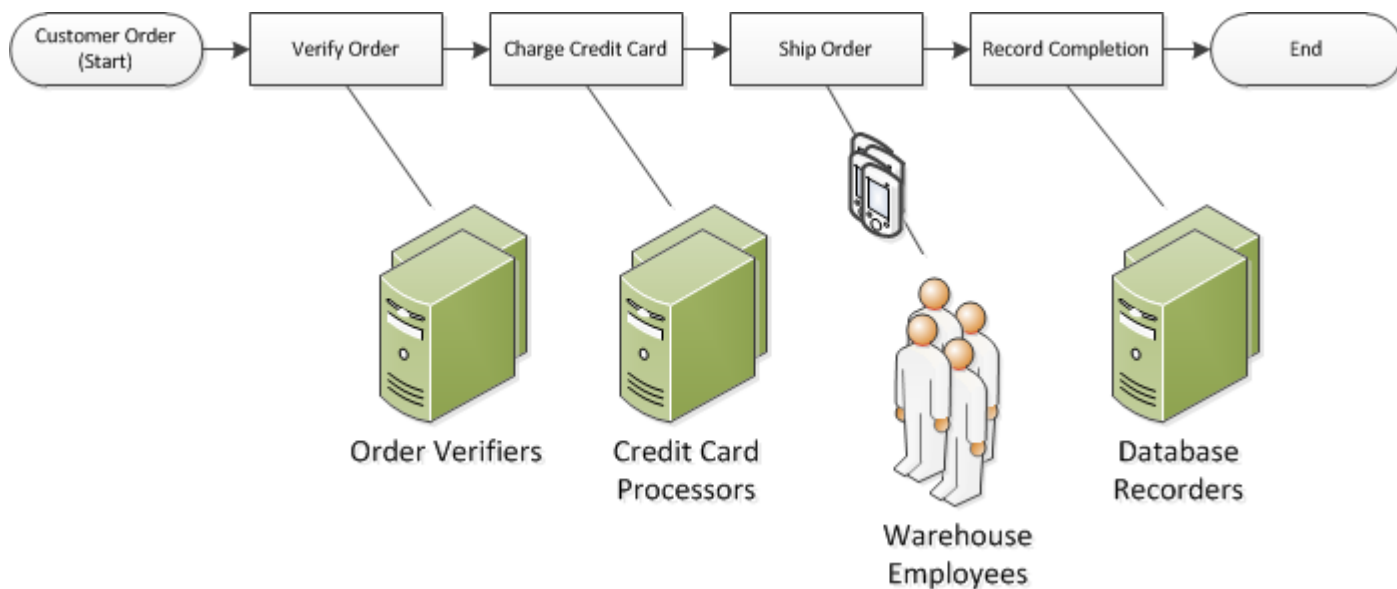 Customer Order
(Start)
Verify Order
Charge Credit Card
Ship Order
Record Completion
End
Order Verifiers
Credit Card
Processors
Warehouse
Employees
Database
Recorders